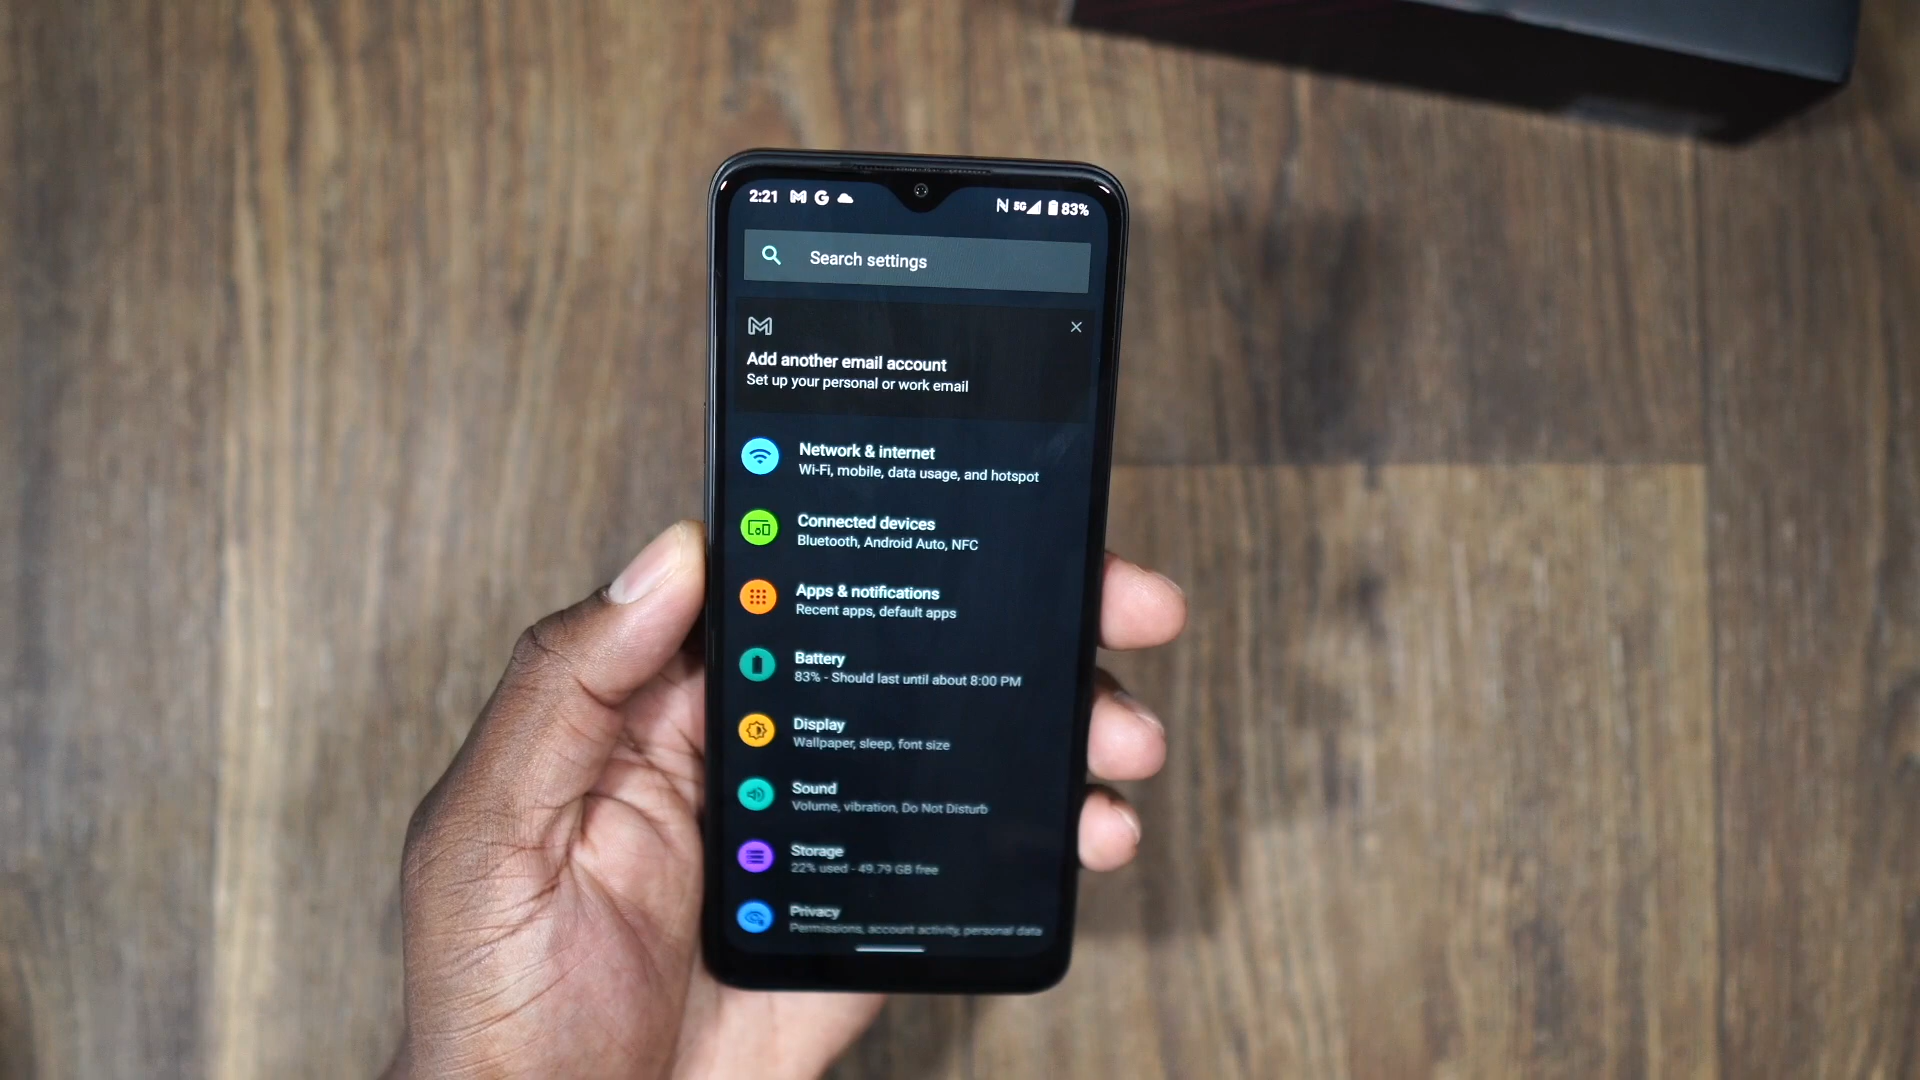 2:21 5G 83%
Search settings
Add another email account
Set up your personal or work email
Network & internet
Wi-Fi, mobile, data usage, and hotspot
Connected devices
Bluetooth, Android Auto, NFC
Apps & notifications
Recent apps, default apps
Battery
83% - Should last until about 8:00 PM
Display
Wallpaper, sleep, font size
Sound
Volume, vibration, Do Not Disturb
Storage
22% used - 49.79 GB free
Privacy
Permissions, account activity, personal data